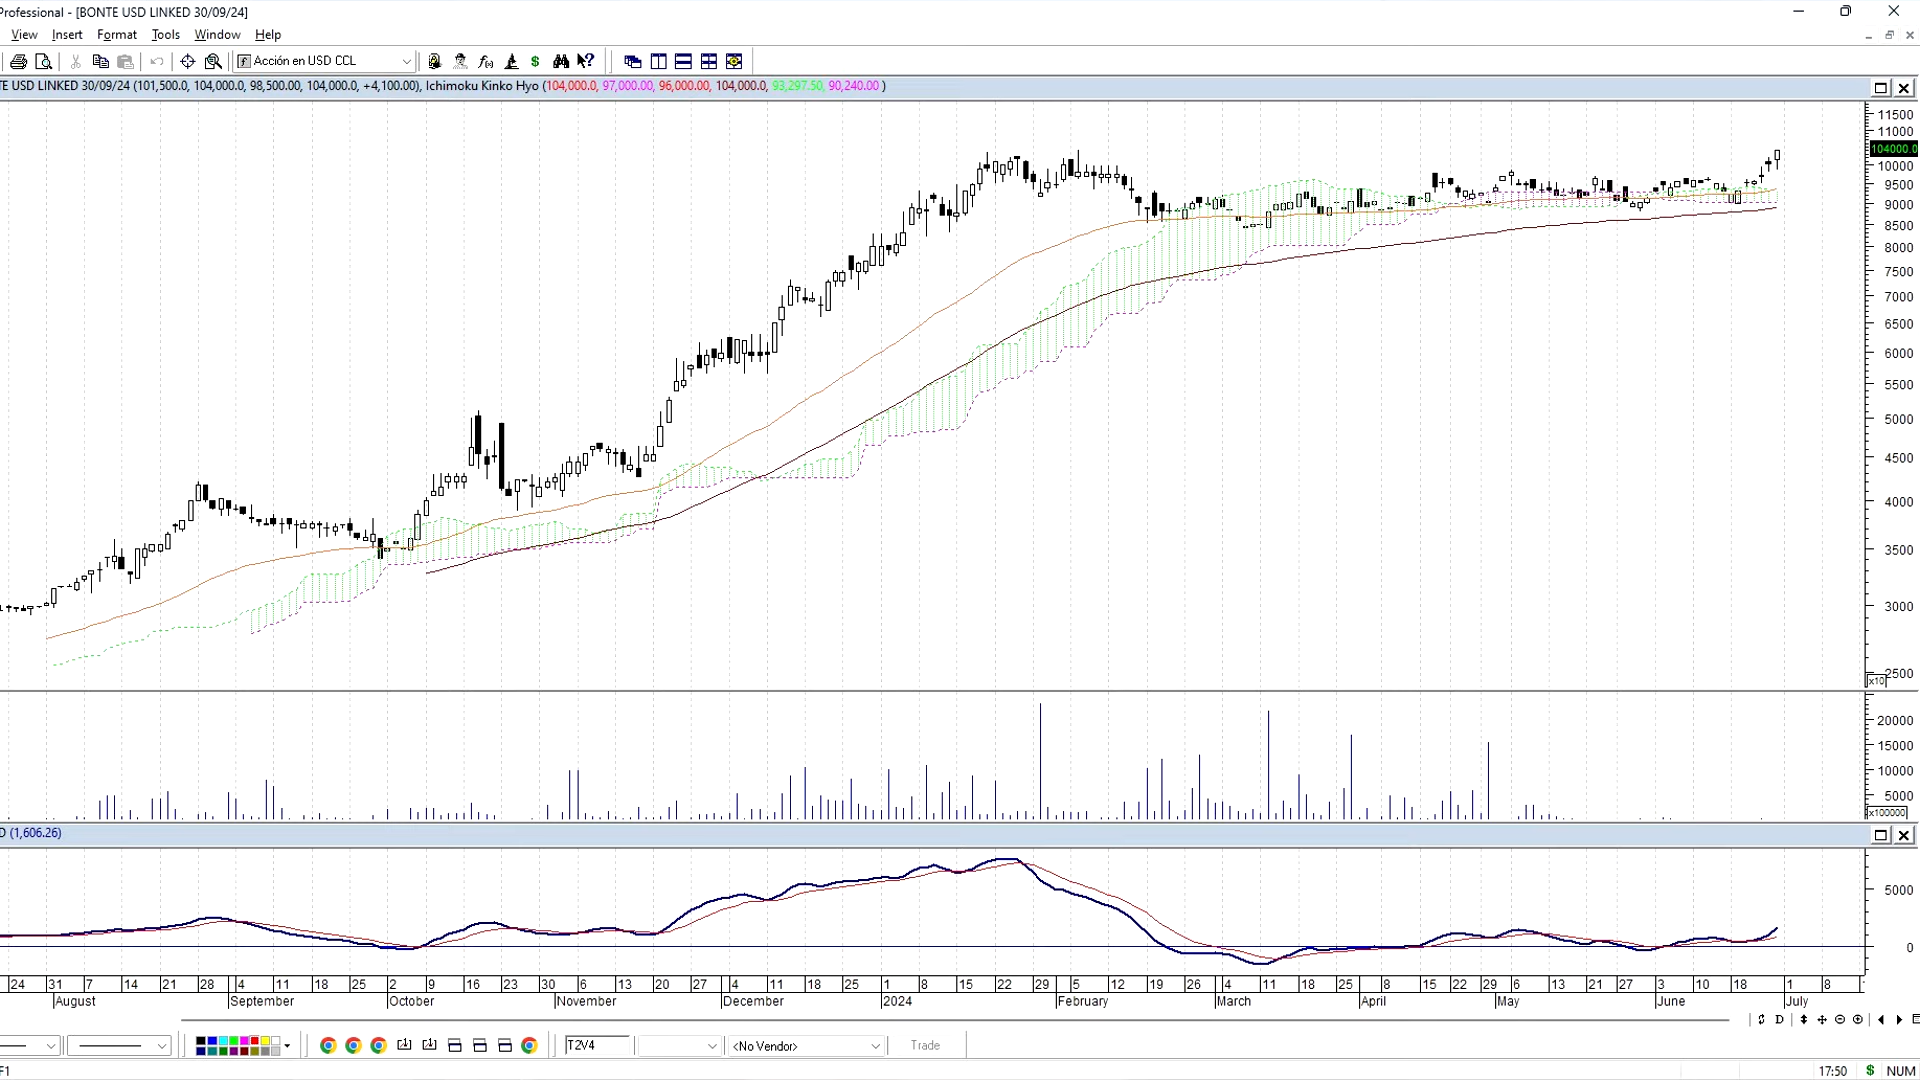 Professional - [BONTE USD LINKED 30/09/24]
View Insert Format Tools Window Help
Acción en USD CCL
TE USD LINKED 30/09/24 (101,500.0, 104,000.0, 98,500.00, 104,000.0, +4,100.00), Ichimoku Kinko Hyo (104,000.0, 97,000.00, 96,000.00, 104,000.0, 93,297.50, 90,240.00 )
11500
11000
104000.0
10000
9500
9000
8500
8000
7500
7000
6500
6000
5500
5000
4500
4000
3500
3000
2500
x10
20000
15000
10000
5000
x100000
D (1,606.26)
5000
0
24 31 7 14 21 28 4 11 18 25 2 9 16 23 30 6 13 20 27 4 11 18 25 1 8 15 22 29 5 12 19 26 4 11 18 25 1 8 15 22 29 6 13 21 27 3 10 18 1 8
August September October November December 2024 February March April May June July
D
T2V4 <No Vendor> Trade
F1 17:50 $ NUM